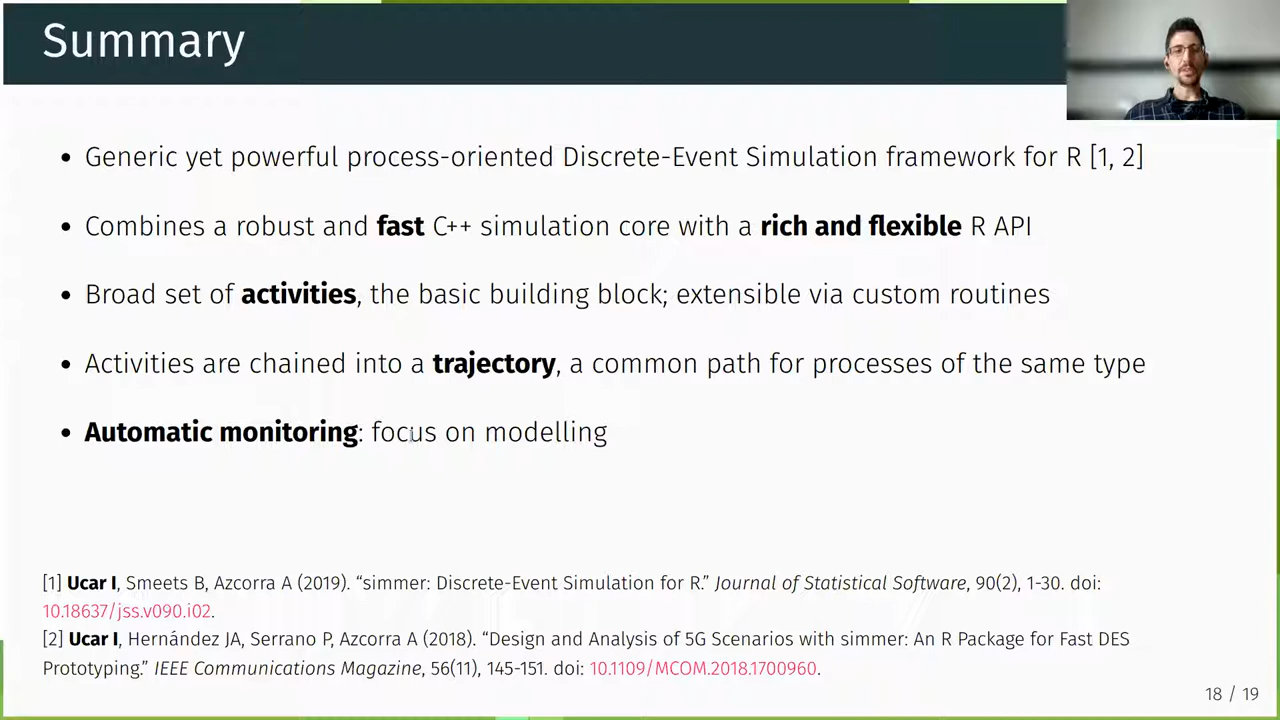 Summary
• Generic yet powerful process-oriented Discrete-Event Simulation framework for R [1, 2]
• Combines a robust and fast C++ simulation core with a rich and flexible R API
• Broad set of activities, the basic building block; extensible via custom routines
• Activities are chained into a trajectory, a common path for processes of the same type
• Automatic monitoring: focus on modelling
[1] Ucar I, Smeets B, Azcorra A (2019). “simmer: Discrete-Event Simulation for R.” Journal of Statistical Software, 90(2), 1-30. doi:
10.18637/jss.v090.i02.
[2] Ucar I, Hernández JA, Serrano P, Azcorra A (2018). “Design and Analysis of 5G Scenarios with simmer: An R Package for Fast DES
Prototyping.” IEEE Communications Magazine, 56(11), 145-151. doi: 10.1109/MCOM.2018.1700960.
18 / 19